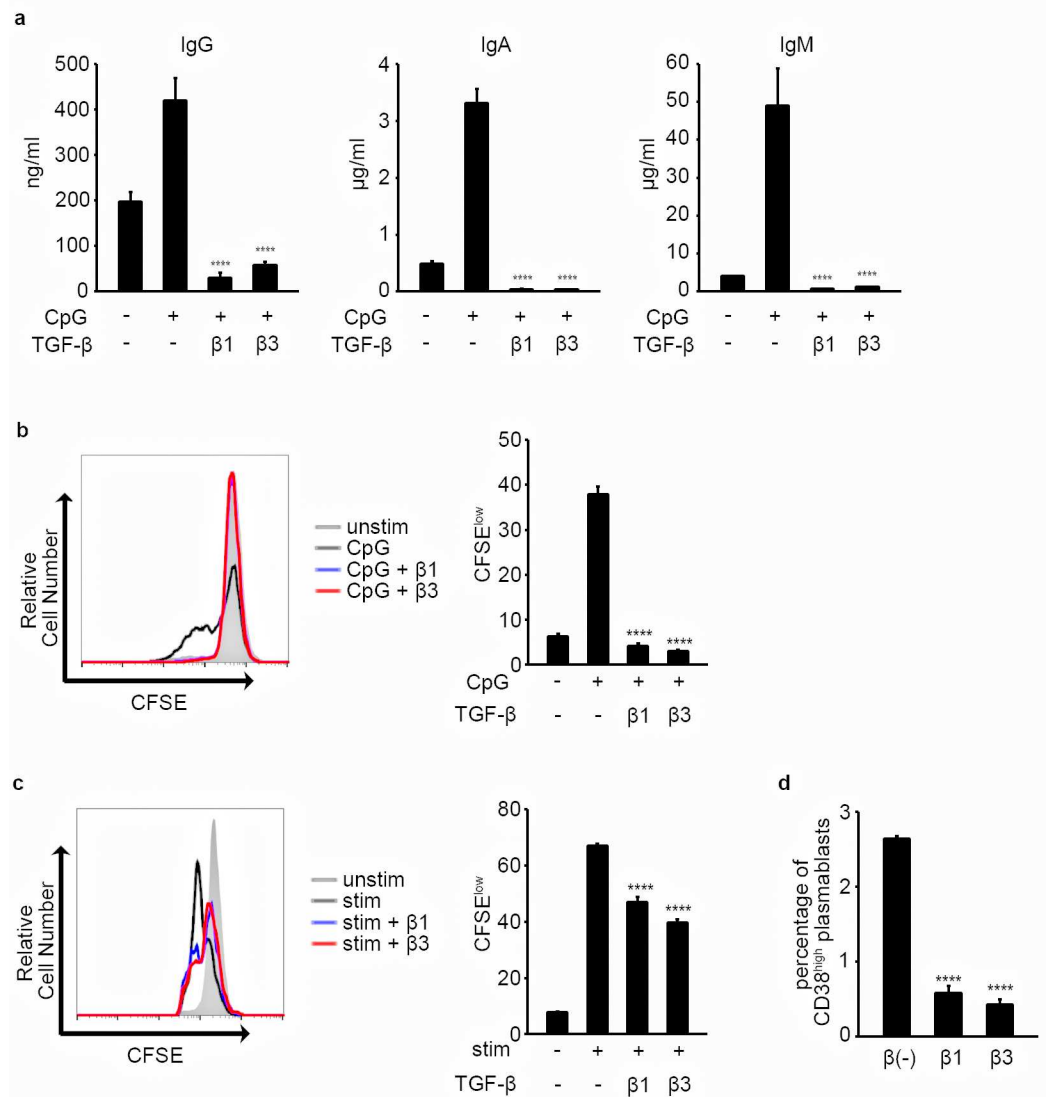 a
IgG
IgA
IgM
500
400
300
200
100
0
ng/ml
****
****
CpG - + + +
TGF-β - - β1 β3
4
3
2
1
0
µg/ml
****
****
CpG - + + +
TGF-β - - β1 β3
60
50
40
30
20
10
0
µg/ml
****
****
CpG - + + +
TGF-β - - β1 β3
b
Relative
Cell Number
CFSE
unstim
CpG
CpG + β1
CpG + β3
50
40
30
20
10
0
CFSElow
****
****
CpG - + + +
TGF-β - - β1 β3
c
Relative
Cell Number
CFSE
unstim
stim
stim + β1
stim + β3
80
60
40
20
0
CFSElow
****
****
stim - + + +
TGF-β - - β1 β3
d
percentage of
CD38high plasmablasts
3
2
1
0
****
****
β(-) β1 β3